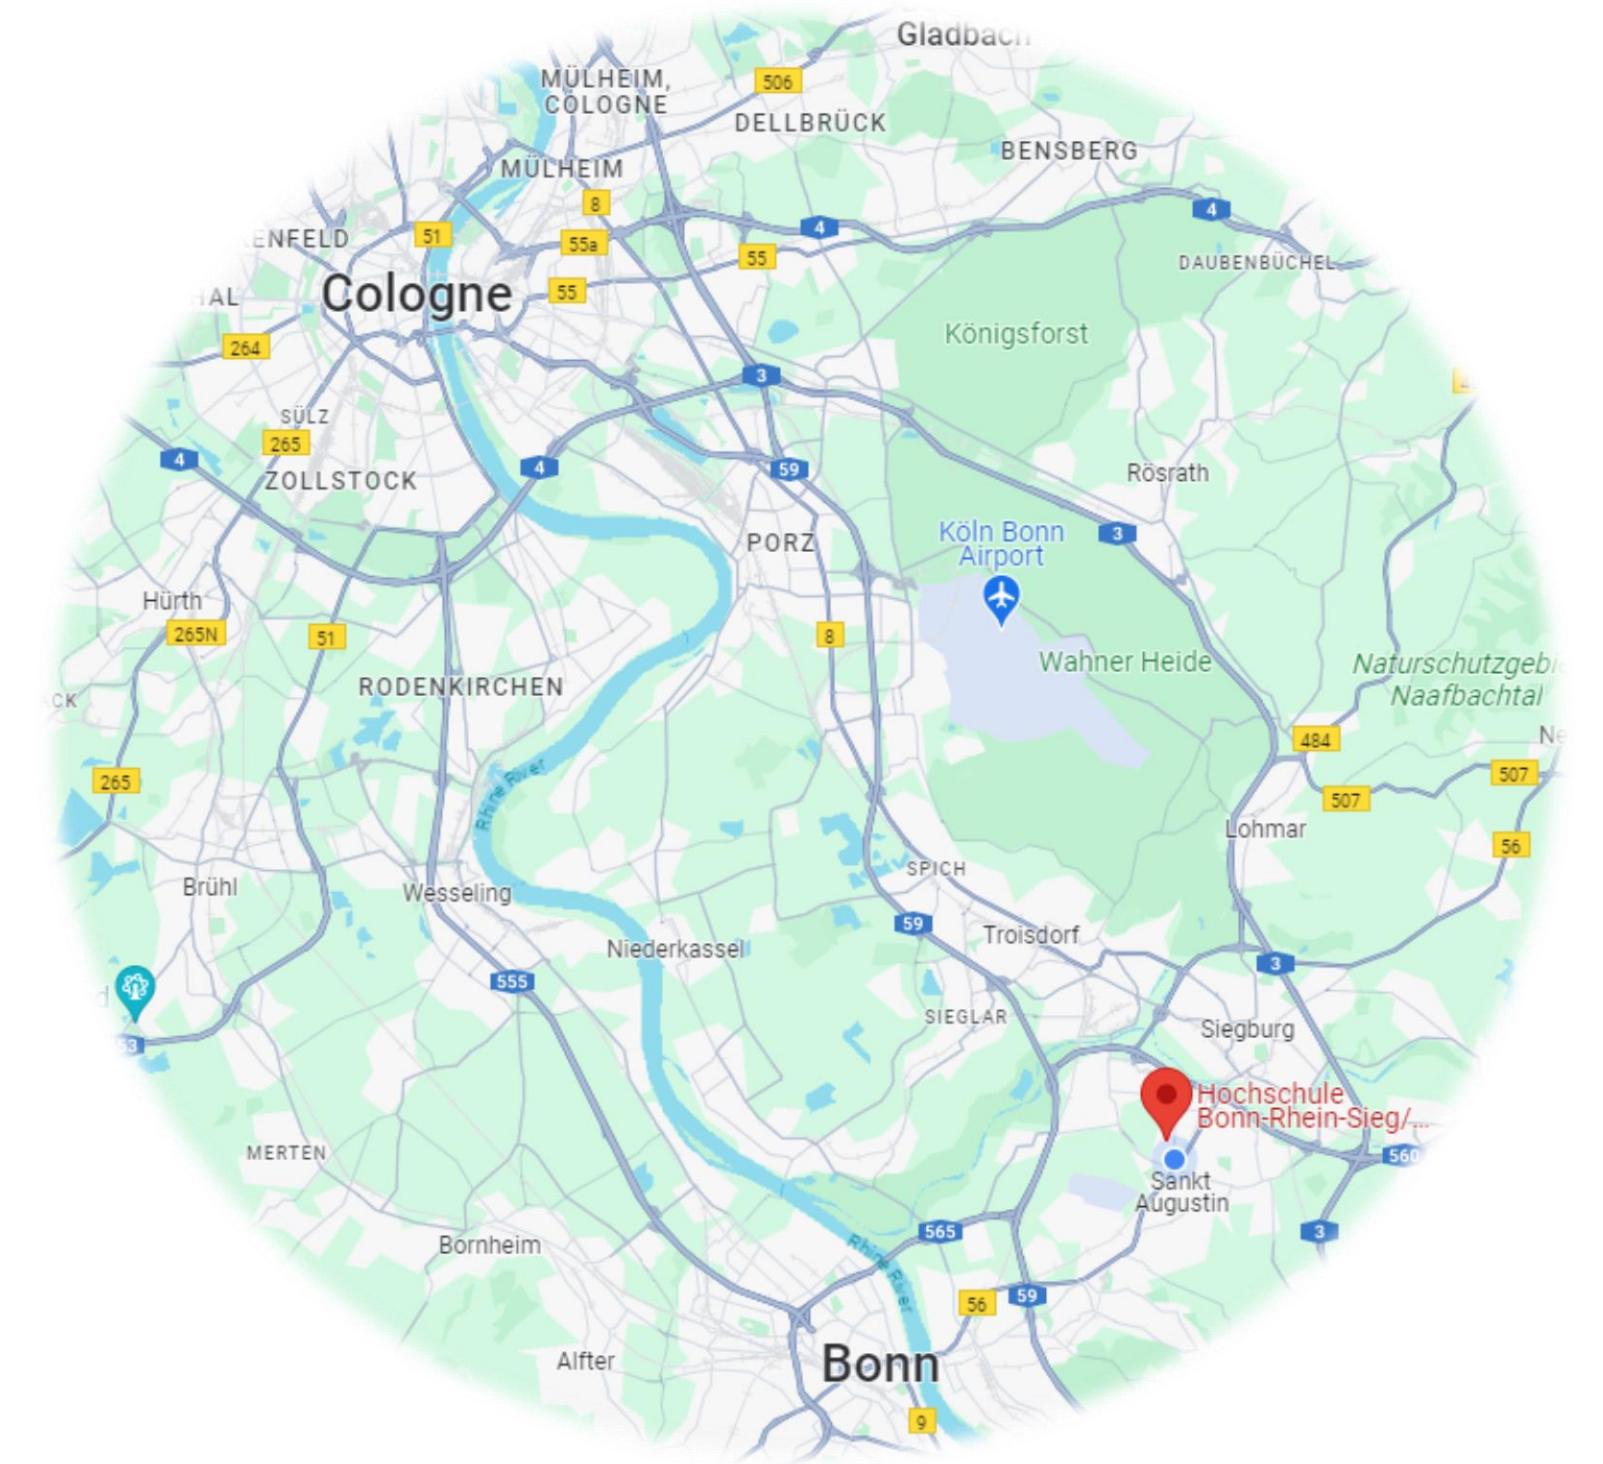 Gladbach
MÜLHEIM,
COLOGNE
506
DELLBRÜCK
BENSBERG
MÜLHEIM
8
4
4
51
55a
55
DAUBENBÜCHEL
Cologne
55
264
Königsforst
3
SÜLZ
265
4
4
59
ZOLLSTOCK
Rösrath
PORZ
Köln Bonn
Airport
3
Hürth
265N
51
8
RODENKIRCHEN
Wahner Heide
Naturschutzgebi
Naafbachtal
484
265
507
507
Rhine River
Lohmar
56
SPICH
Brühl
Wesseling
59
Troisdorf
Niederkassel
3
555
SIEGLAR
Siegburg
53
Hochschule
Bonn-Rhein-Sieg/...
MERTEN
560
Sankt
Augustin
565
3
Bornheim
Rhine River
56
59
Alfter
Bonn
9